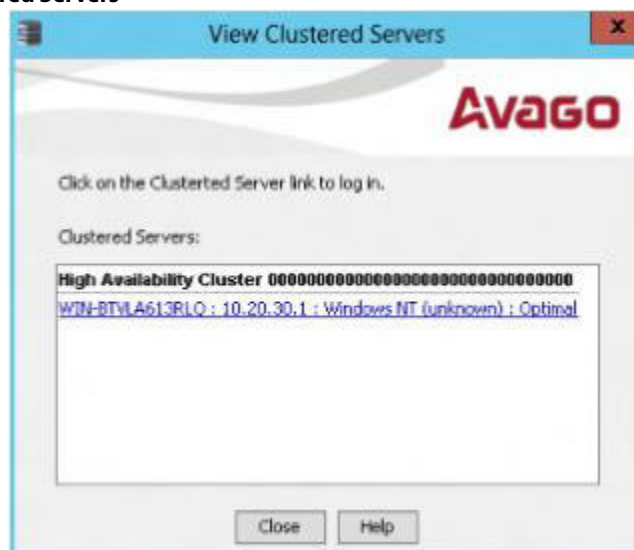 View Clustered Servers
x
Avago
Click on the Clusterted Server link to log in.
Clustered Servers:
High Availability Cluster 00000000000000000000000000000000
WIN-BTVLA613RLO : 10.20.30.1 : Windows NT (unknown) : Optimal
Close Help